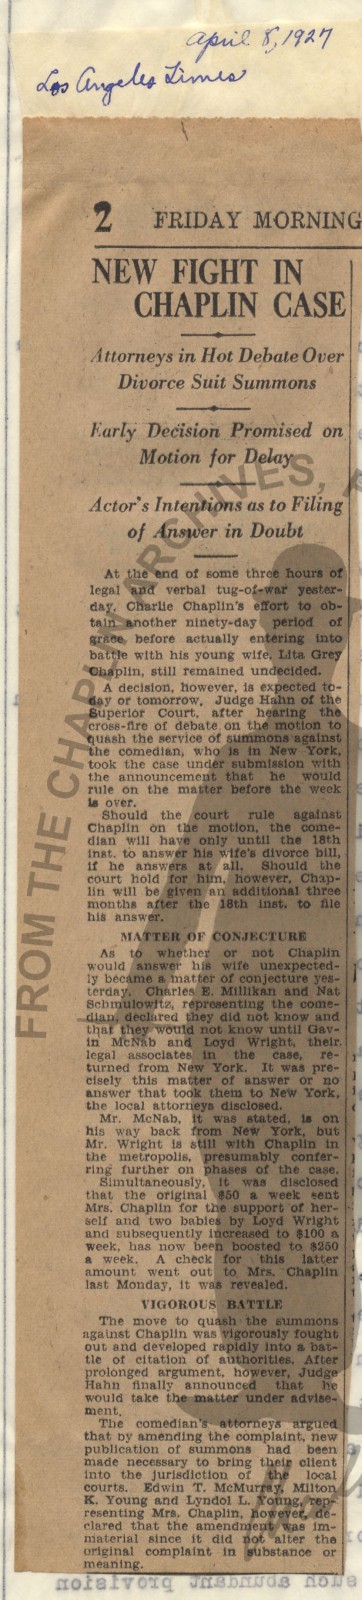 April 8, 1927
Los Angeles Times
2 FRIDAY MORNING
NEW FIGHT IN
CHAPLIN CASE
Attorneys in Hot Debate Over
Divorce Suit Summons
Early Decision Promised on
Motion for Delay
Actor's Intentions as to Filing
of Answer in Doubt
At the end of some three hours of
legal and verbal tug-of-war yester-
day, Charlie Chaplin's effort to ob-
tain another ninety-day period of
grace before actually entering into
battle with his young wife, Lita Grey
Chaplin, still remained undecided.
A decision, however, is expected to-
day or tomorrow, Judge Hahn of the
Superior Court, after hearing the
cross-fire of debate on the motion to
quash the service of summons against
the comedian, who is in New York,
took the case under submission with
the announcement that he would
rule on the matter before the week
is over.
Should the court rule against
Chaplin on the motion, the come-
dian will have only until the 18th
inst. to answer his wife's divorce bill,
if he answers at all. Should the
court hold for him, however, Chap-
lin will be given an additional three
months after the 18th inst. to file
his answer.
MATTER OF CONJECTURE
As to whether or not Chaplin
would answer his wife unexpected-
ly became a matter of conjecture yes-
terday. Charles E. Millikan and Nat
Schmulowitz, representing the come-
dian, declared they did not know and
that they would not know until Gav-
in McNab and Loyd Wright, their
legal associates in the case, re-
turned from New York. It was pre-
cisely this matter of answer or no
answer that took them to New York,
the local attorneys disclosed.
Mr. McNab, it was stated, is on
his way back from New York, but
Mr. Wright is still with Chaplin in
the metropolis, presumably confer-
ring further on phases of the case.
Simultaneously, it was disclosed
that the original $50 a week sent
Mrs. Chaplin for the support of her-
self and two babies by Loyd Wright
and subsequently increased to $100 a
week, has now been boosted to $250
a week. A check for this latter
amount went out to Mrs. Chaplin
last Monday, it was revealed.
VIGOROUS BATTLE
The move to quash the summons
against Chaplin was vigorously fought
out and developed rapidly into a bat-
tle of citation of authorities. After
prolonged argument, however, Judge
Hahn finally announced that he
would take the matter under advise-
ment.
The comedian's attorneys argued
that by amending the complaint, new
publication of summons had been
made necessary to bring their client
into the jurisdiction of the local
courts. Edwin T. McMurray, Milton
K. Young and Lyndol L. Young, rep-
resenting Mrs. Chaplin, however, de-
clared that the amendment was im-
material since it did not alter the
original complaint in substance or
meaning.
FROM THE CHAPLIN ARCHIVES,
such abundant provision